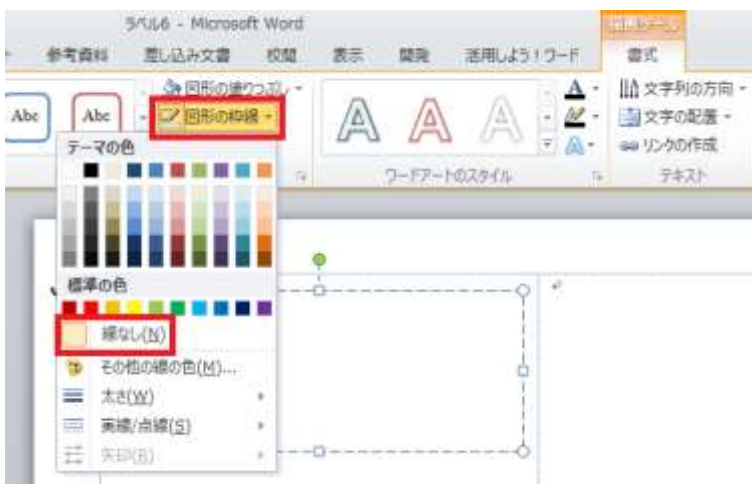 ラベル6 - Microsoft Word
参考資料 差し込み文書 校閲 表示 開発 活用しよう！ワード 書式
Abc Abc 図形の塗りつぶし 図形の枠線 A A A A 文字列の方向
文字の配置
リンクの作成
ワードアートのスタイル テキスト
テーマの色
標準の色
線なし(N)
その他の線の色(M)...
太さ(W)
実線/点線(S)
矢印(R)